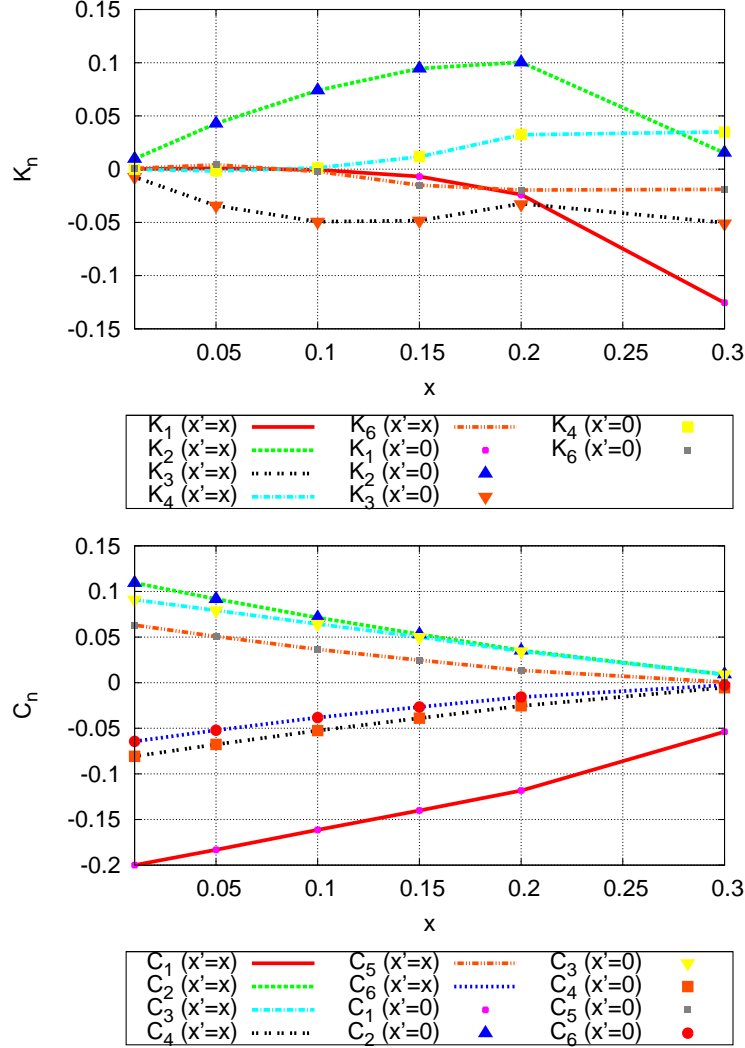 0.15
0.1
0.05
0
-0.05
-0.1
-0.15
K_n
0.05 0.1 0.15 0.2 0.25 0.3
x
K_1 (x'=x) K_6 (x'=x) K_4 (x'=0)
K_2 (x'=x) K_1 (x'=0) K_6 (x'=0)
K_3 (x'=x) K_2 (x'=0)
K_4 (x'=x) K_3 (x'=0)
0.15
0.1
0.05
0
-0.05
-0.1
-0.15
-0.2
C_n
0.05 0.1 0.15 0.2 0.25 0.3
x
C_1 (x'=x) C_5 (x'=x) C_3 (x'=0)
C_2 (x'=x) C_6 (x'=x) C_4 (x'=0)
C_3 (x'=x) C_1 (x'=0) C_5 (x'=0)
C_4 (x'=x) C_2 (x'=0) C_6 (x'=0)